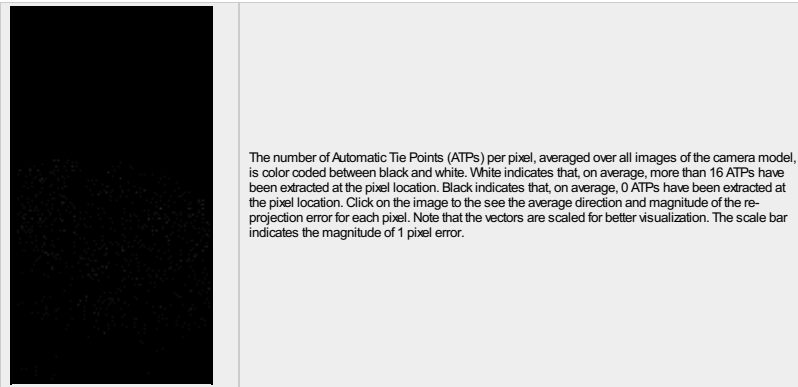 The number of Automatic Tie Points (ATPs) per pixel, averaged over all images of the camera model,
is color coded between black and white. White indicates that, on average, more than 16 ATPs have
been extracted at the pixel location. Black indicates that, on average, 0 ATPs have been extracted at
the pixel location. Click on the image to the see the average direction and magnitude of the re-
projection error for each pixel. Note that the vectors are scaled for better visualization. The scale bar
indicates the magnitude of 1 pixel error.